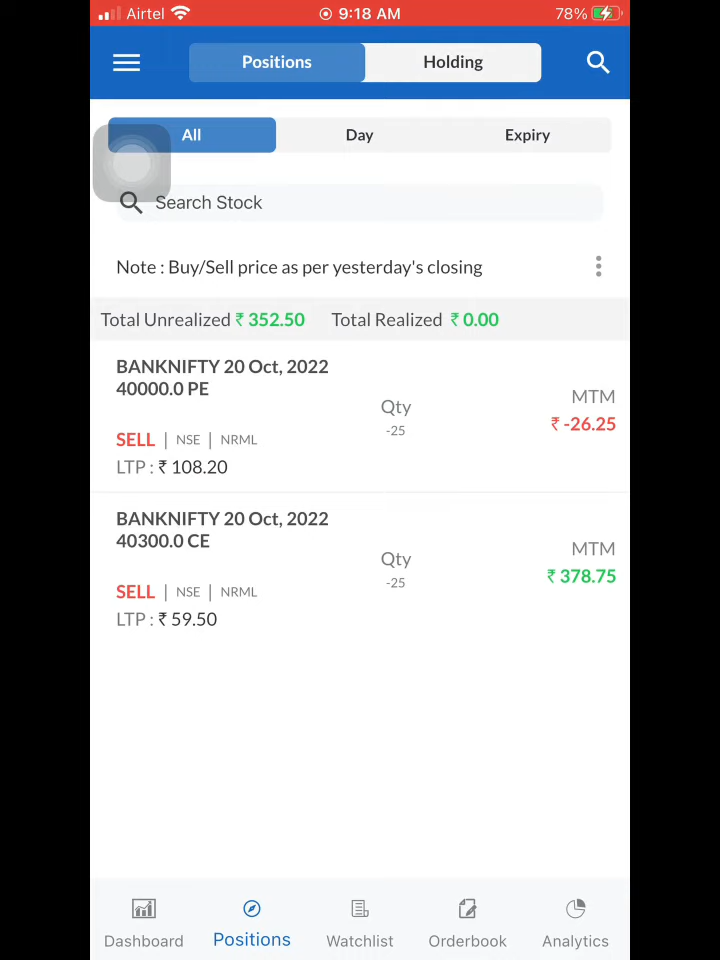 Airtel 9:18 AM 78%
Positions Holding
All Day Expiry
Search Stock
Note : Buy/Sell price as per yesterday's closing
Total Unrealized ₹ 352.50 Total Realized ₹ 0.00
BANKNIFTY 20 Oct, 2022
40000.0 PE
Qty
-25
MTM
₹ -26.25
SELL | NSE | NRML
LTP : ₹ 108.20
BANKNIFTY 20 Oct, 2022
40300.0 CE
Qty
-25
MTM
₹ 378.75
SELL | NSE | NRML
LTP : ₹ 59.50
Dashboard Positions Watchlist Orderbook Analytics